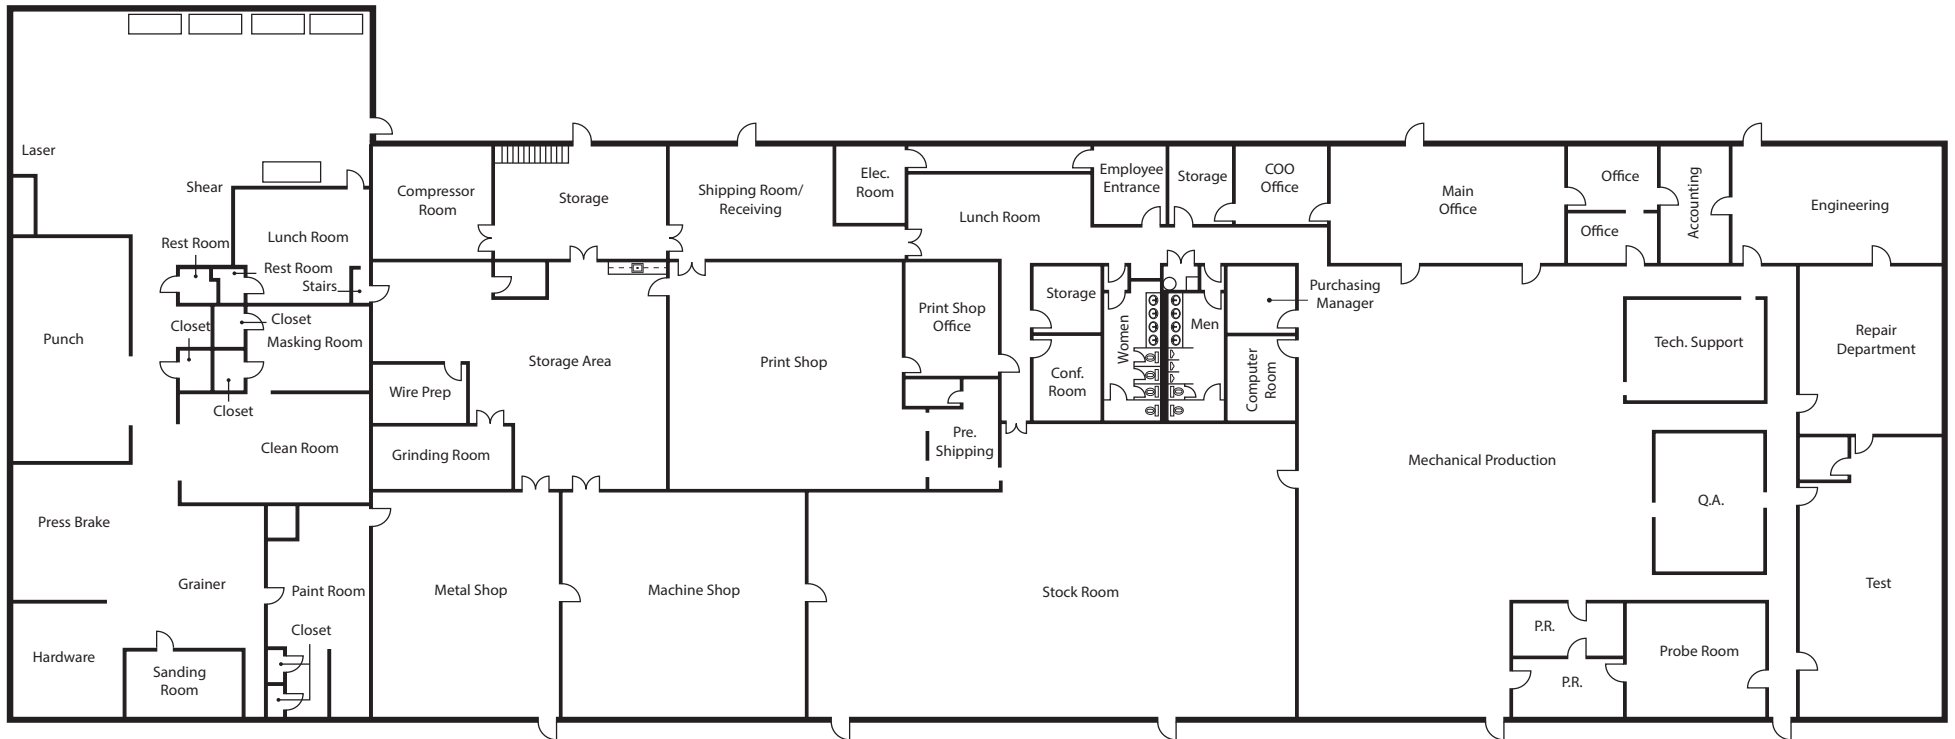 Laser
Shear
Lunch Room
Rest Room
Rest Room
Stairs
Punch
Closet
Closet
Masking Room
Closet
Clean Room
Press Brake
Grainer
Paint Room
Closet
Hardware
Sanding
Room
Compressor
Room
Storage
Shipping Room/
Receiving
Elec.
Room
Lunch Room
Employee
Entrance
Storage
COO
Office
Main
Office
Office
Office
Accounting
Engineering
Wire Prep
Storage Area
Grinding Room
Print Shop
Print Shop
Office
Pre.
Shipping
Storage
Conf.
Room
Women
Men
Purchasing
Manager
Computer
Room
Tech. Support
Repair
Department
Mechanical Production
Q.A.
Metal Shop
Machine Shop
Stock Room
P.R.
P.R.
Probe Room
Test